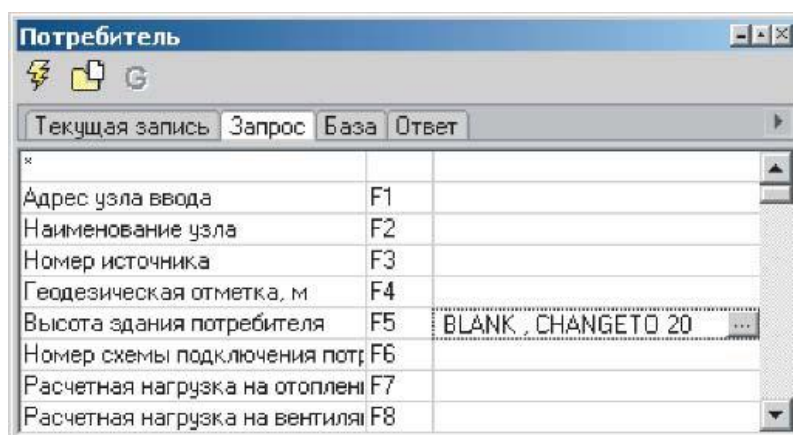 Потребитель
G
Текущая запись Запрос База Ответ
*
Адрес узла ввода F1
Наименование узла F2
Номер источника F3
Геодезическая отметка, м F4
Высота здания потребителя F5 BLANK , CHANGETO 20 ...
Номер схемы подключения потр F6
Расчетная нагрузка на отоплен F7
Расчетная нагрузка на вентиля F8